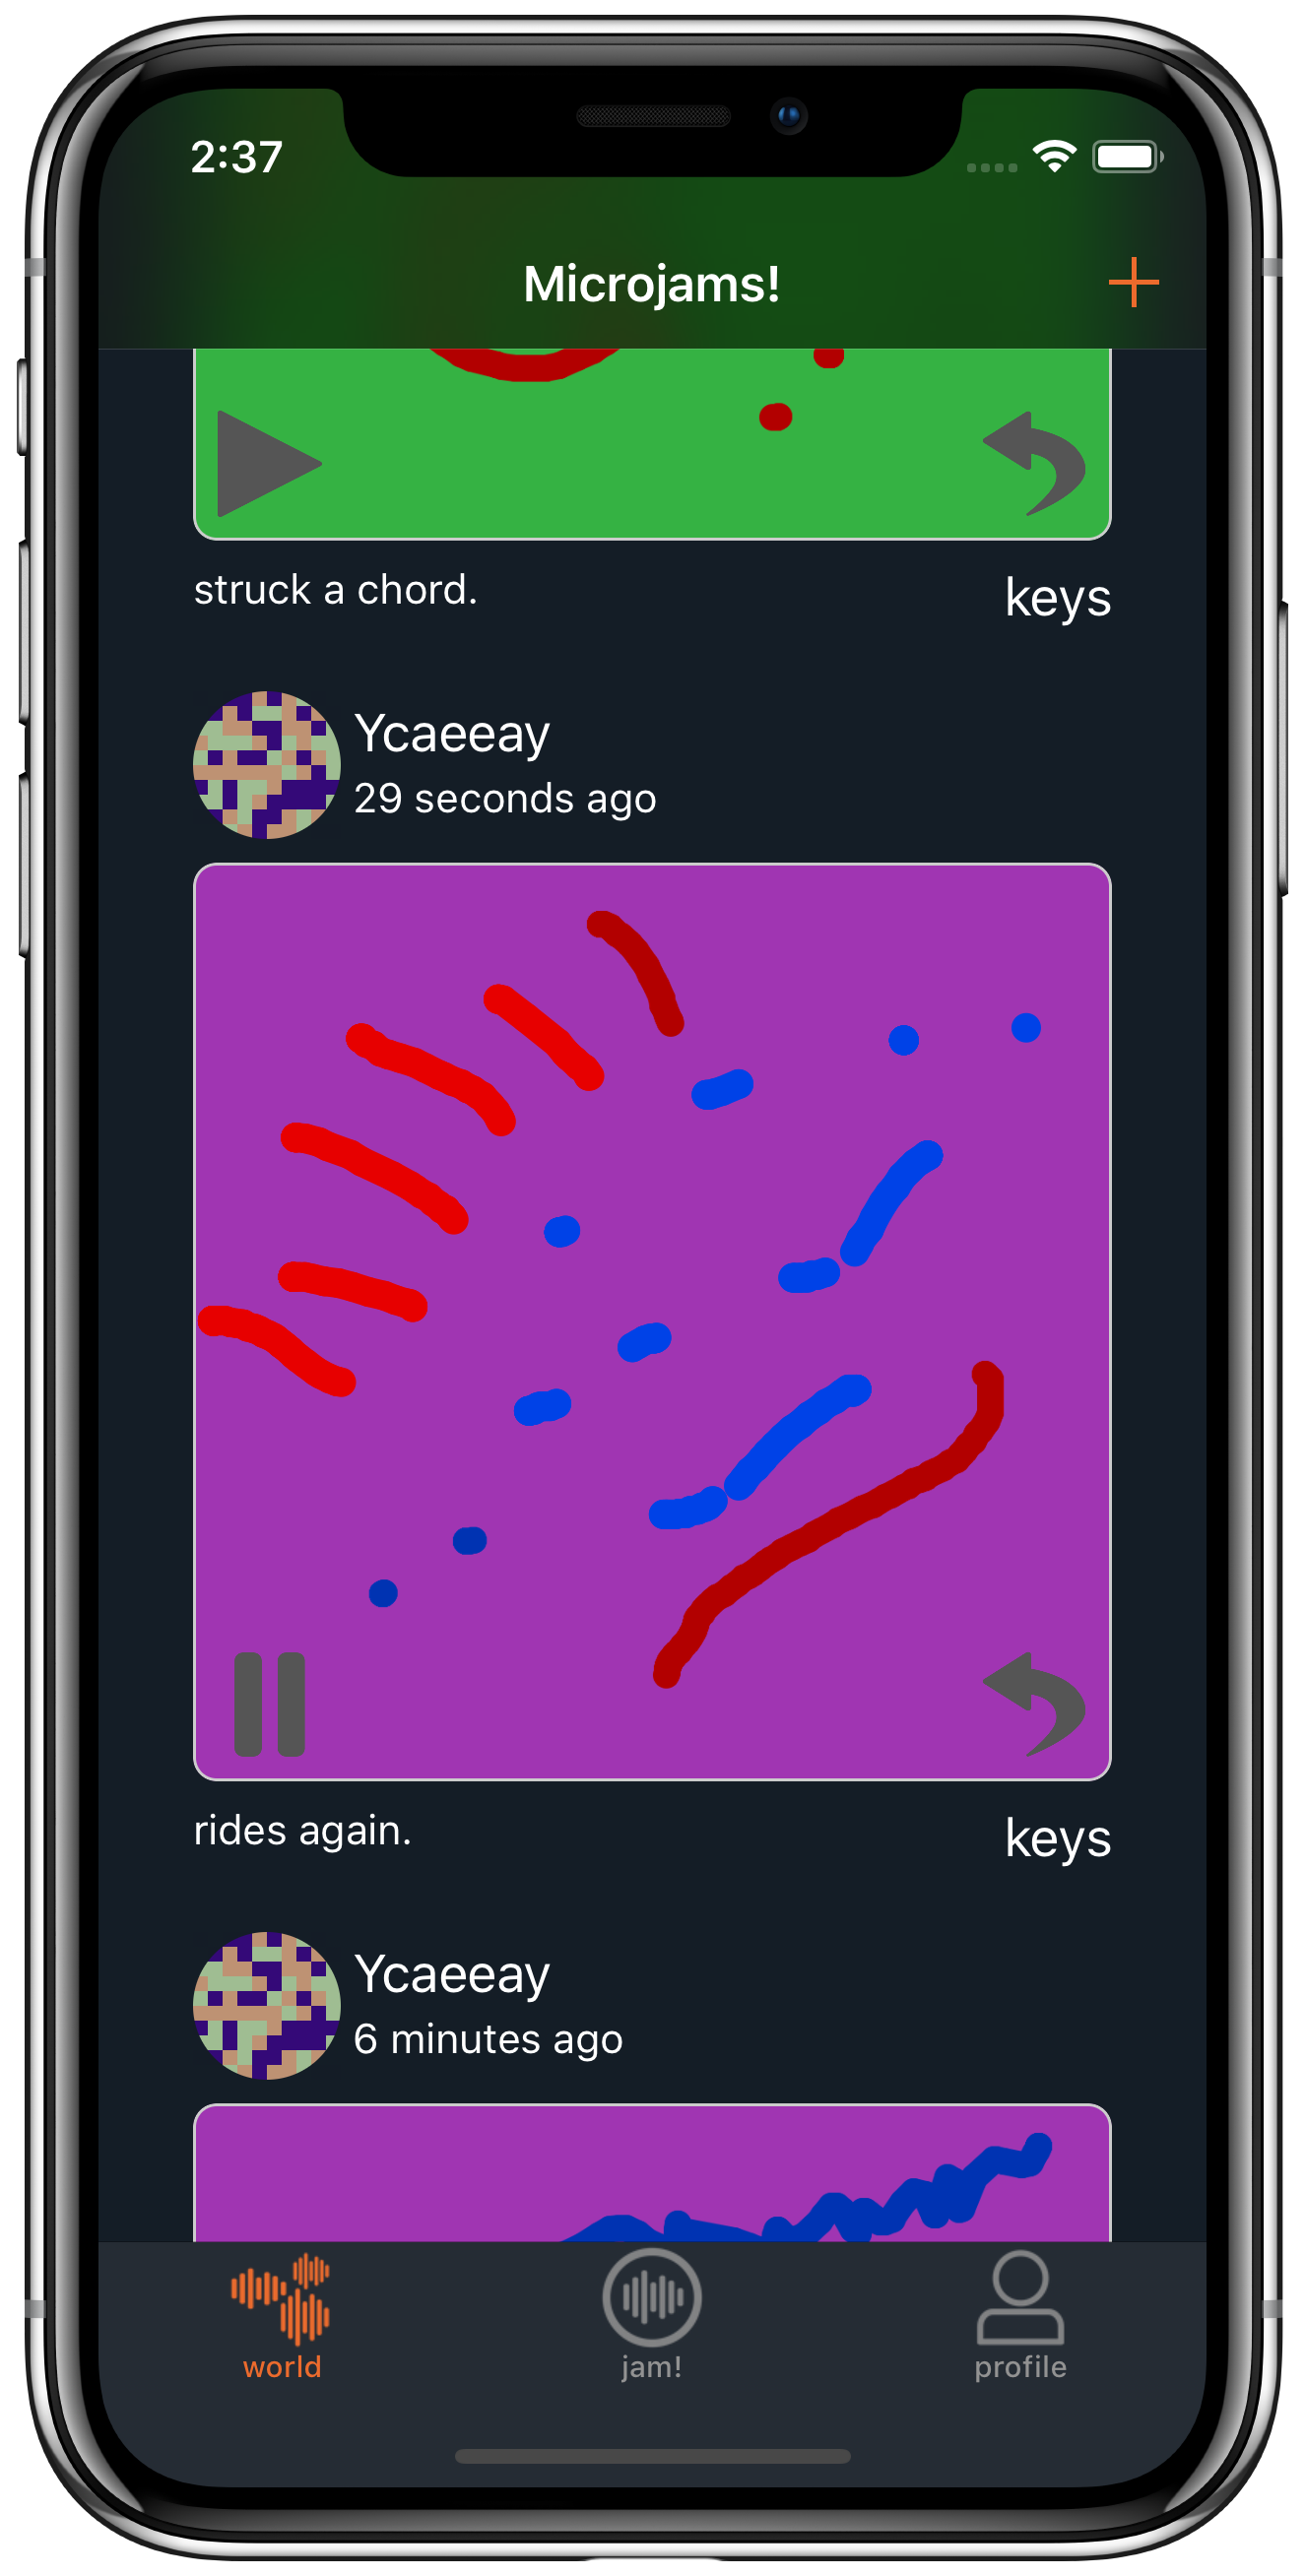 2:37
Microjams!
struck a chord.
keys
Ycaeeay
29 seconds ago
rides again.
keys
Ycaeeay
6 minutes ago
world
jam!
profile